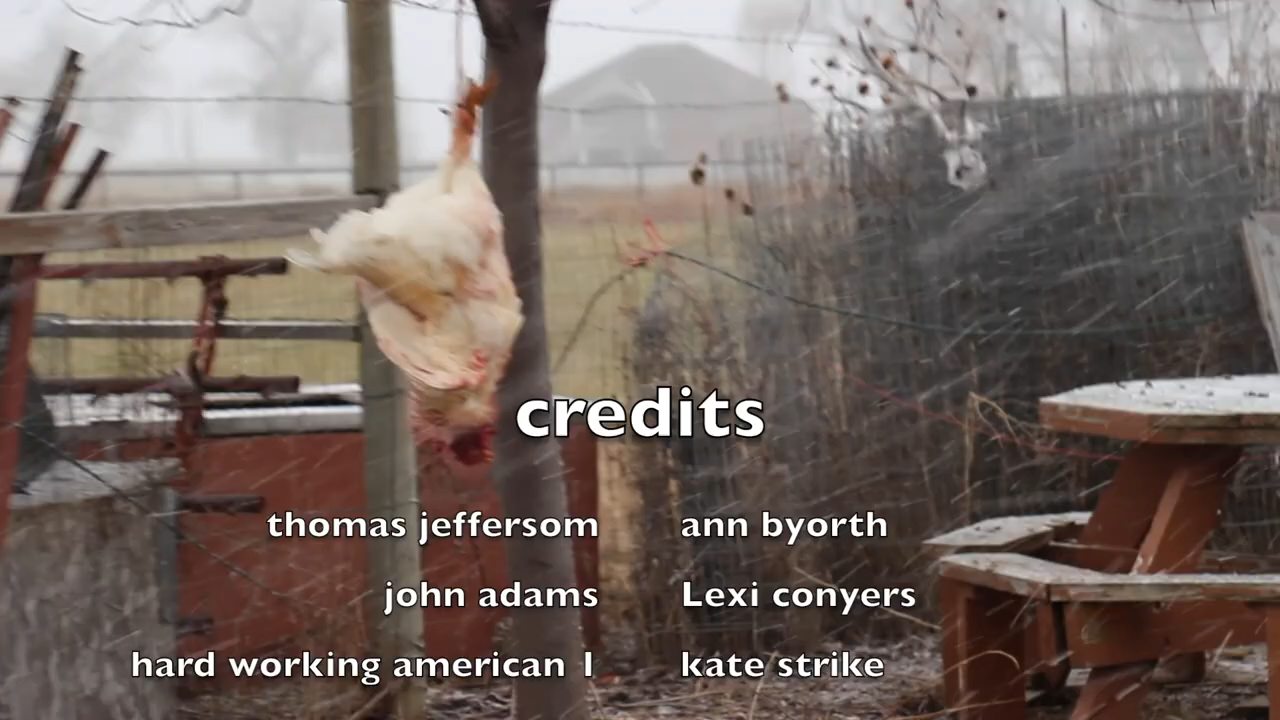 credits
thomas jeffersom ann byorth
john adams Lexi conyers
hard working american 1 kate strike